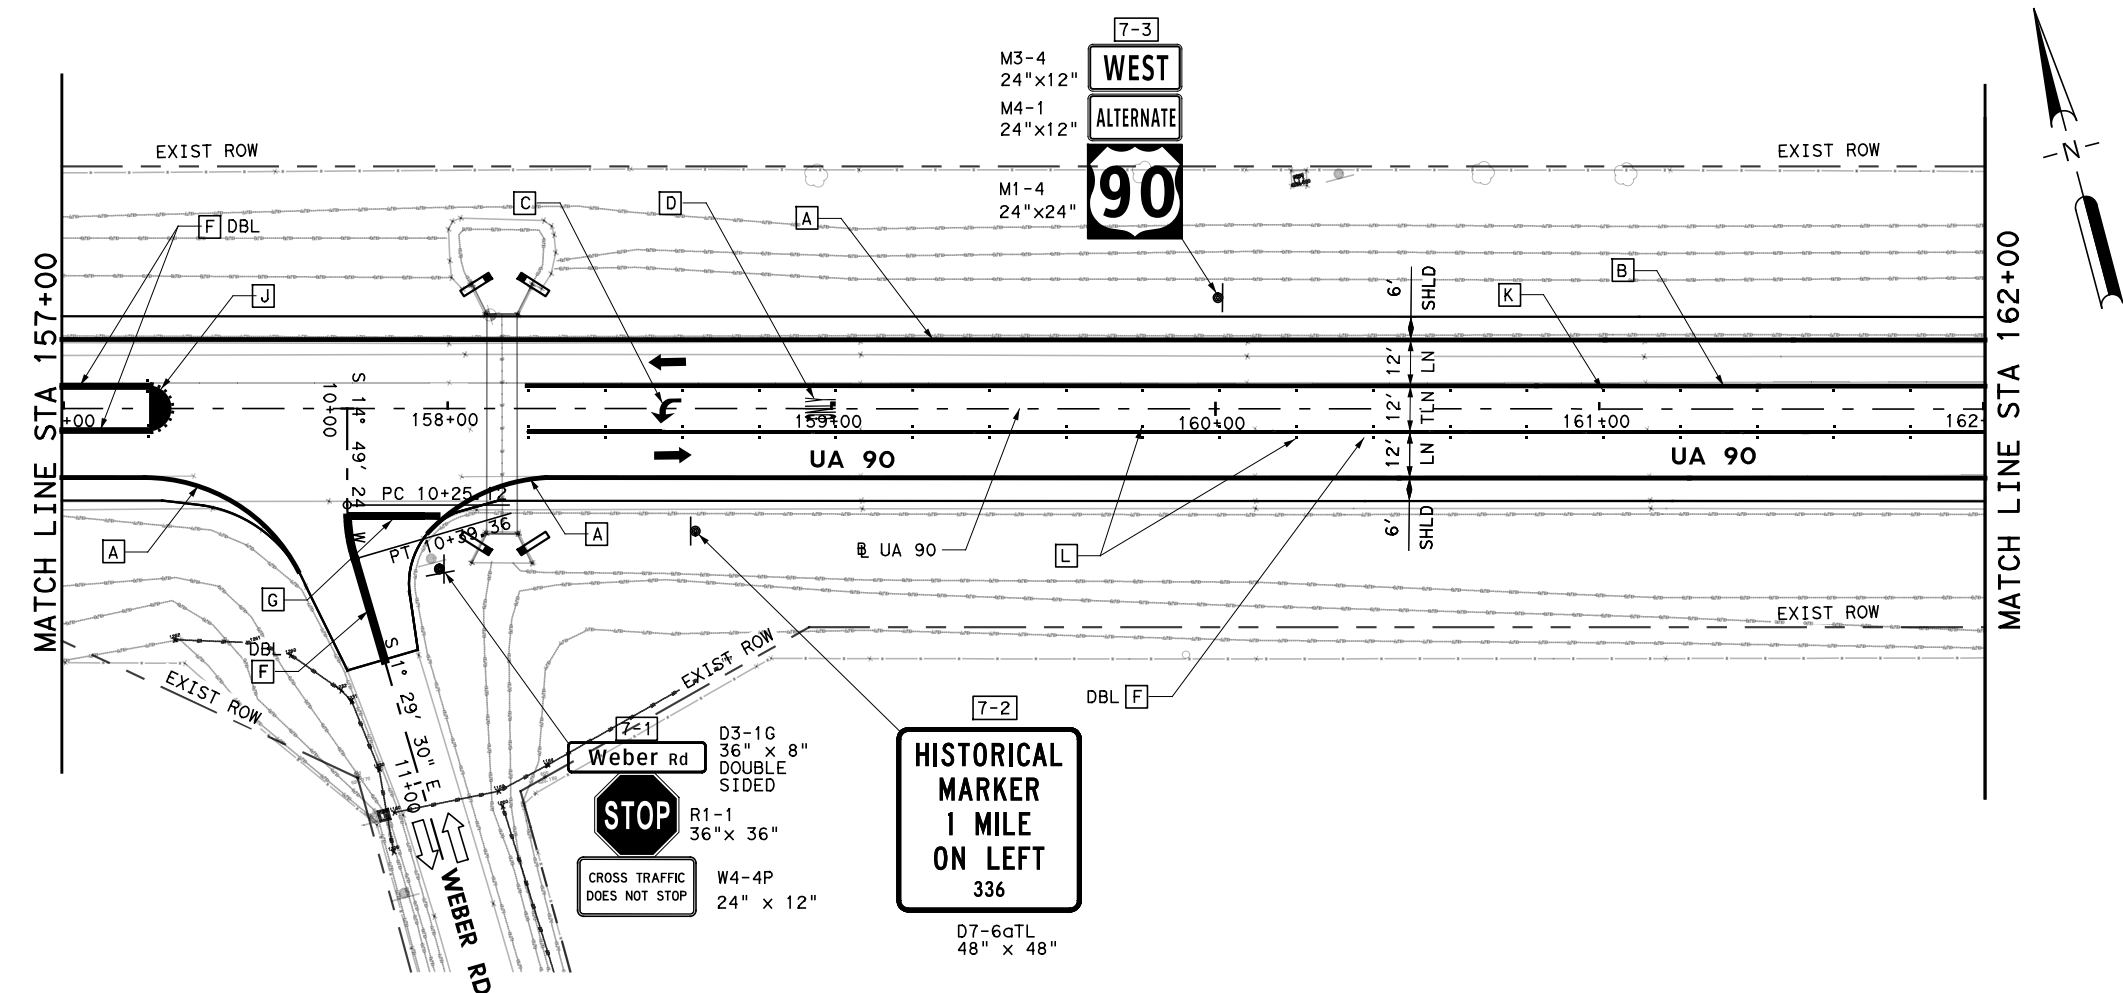 7-3
M3-4
24"x12"
WEST
M4-1
24"x12"
ALTERNATE
M1-4
24"x24"
90
N
EXIST ROW
EXIST ROW
C
D
A
F DBL
J
K
B
6'
SHLD
12'
LN
12'
TLN
12'
LN
6'
SHLD
MATCH LINE STA 157+00
MATCH LINE STA 162+00
+00
158+00
159+00
160+00
161+00
162
10+00
S 14° 49' 24" W
UA 90
UA 90
PC 10+25.12
PT 10+39.36
A
A
G
℄ UA 90
L
EXIST ROW
DBL
F
DBL F
EXIST ROW
EXIST ROW
S 1° 29' 30" E
11+00
WEBER RD
7-1
Weber Rd
D3-1G
36" x 8"
DOUBLE
SIDED
STOP
R1-1
36"x 36"
CROSS TRAFFIC
DOES NOT STOP
W4-4P
24" x 12"
7-2
HISTORICAL
MARKER
1 MILE
ON LEFT
336
D7-6aTL
48" x 48"